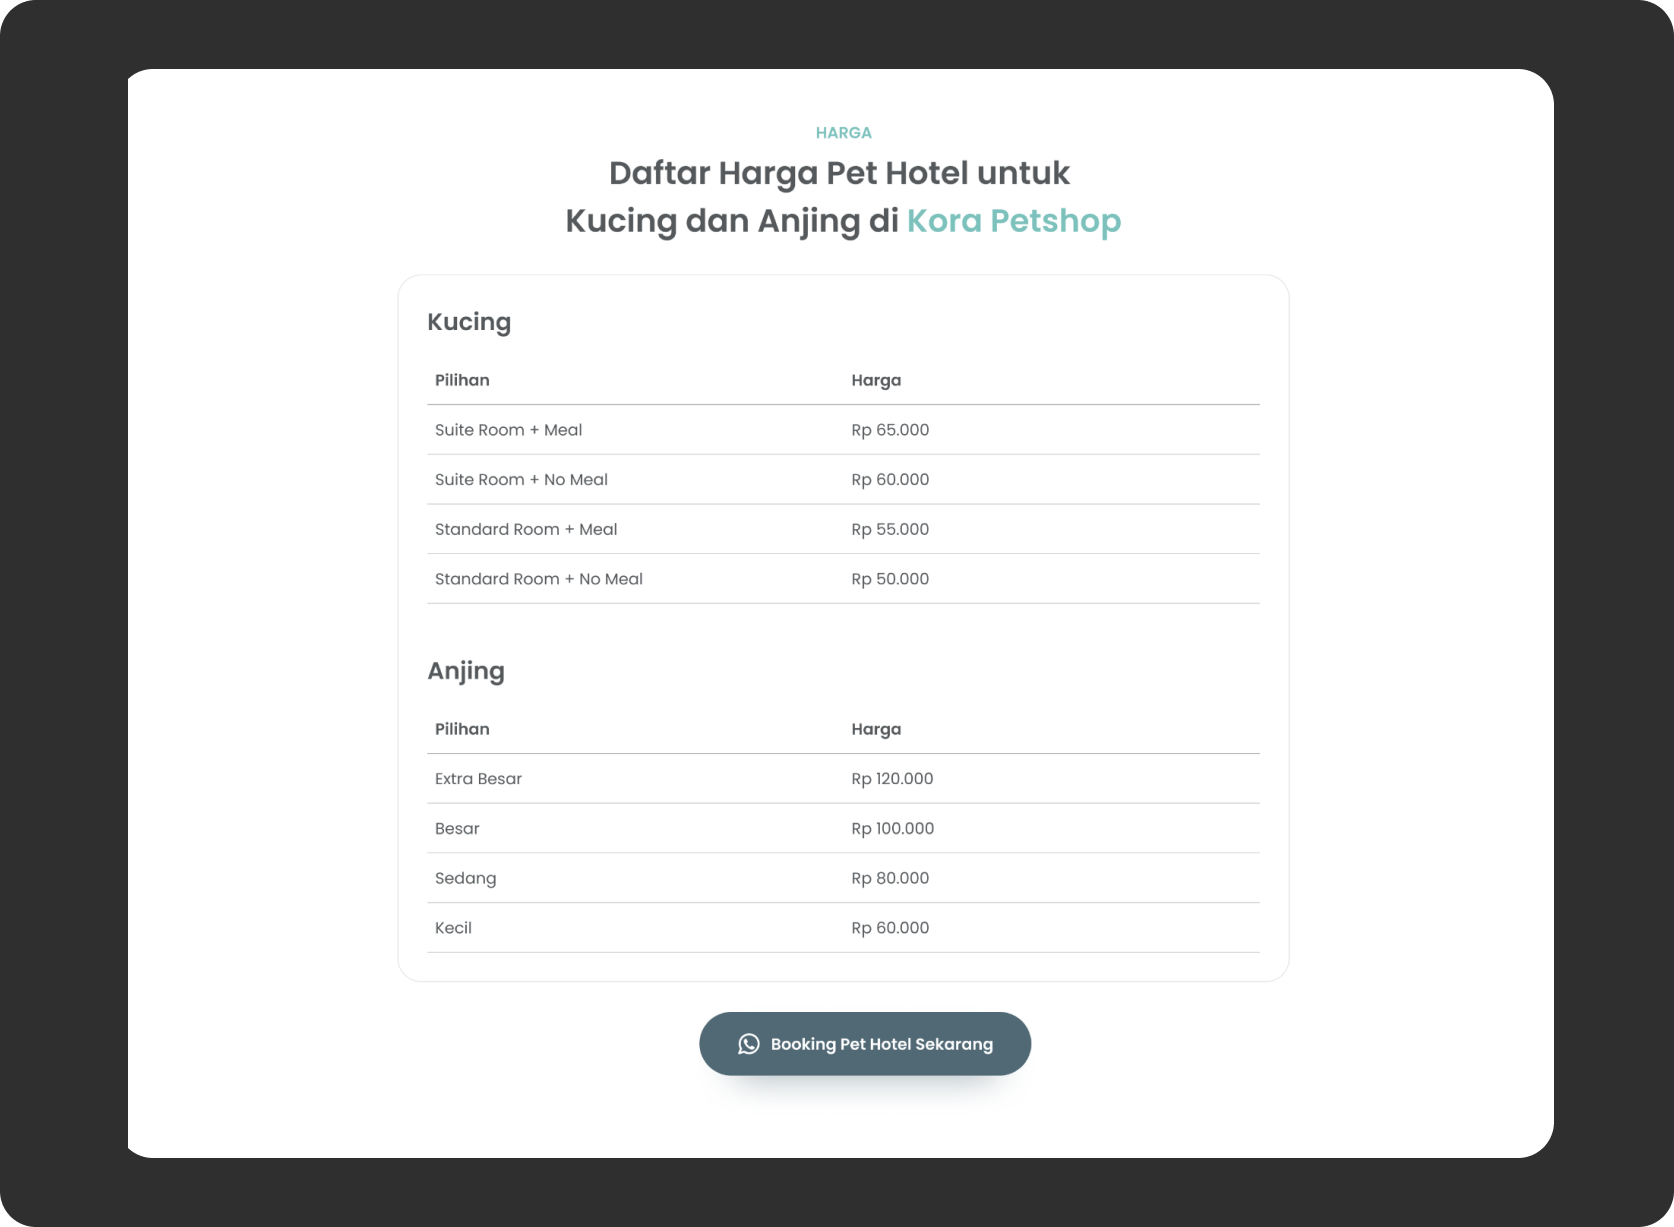 HARGA
Daftar Harga Pet Hotel untuk
Kucing dan Anjing di Kora Petshop
Kucing
Pilihan Harga
Suite Room + Meal Rp 65.000
Suite Room + No Meal Rp 60.000
Standard Room + Meal Rp 55.000
Standard Room + No Meal Rp 50.000
Anjing
Pilihan Harga
Extra Besar Rp 120.000
Besar Rp 100.000
Sedang Rp 80.000
Kecil Rp 60.000
Booking Pet Hotel Sekarang